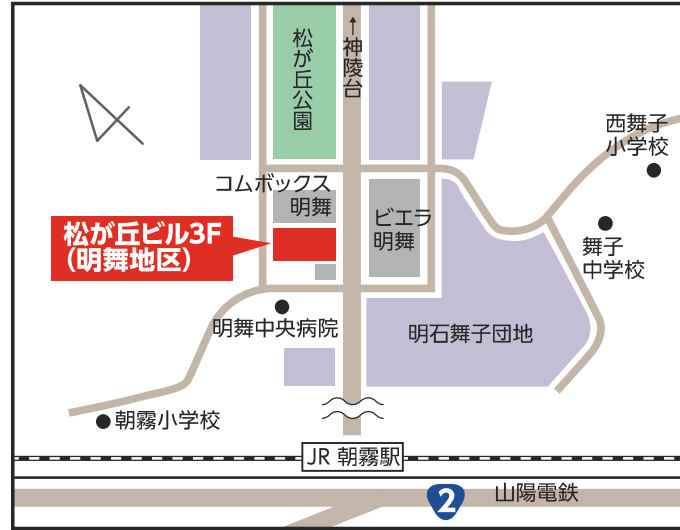 松が丘公園
↑神陵台
西舞子
小学校
コムボックス
明舞
ビエラ
明舞
松が丘ビル3F
(明舞地区)
舞子
中学校
明舞中央病院
明石舞子団地
朝霧小学校
JR 朝霧駅
2
山陽電鉄